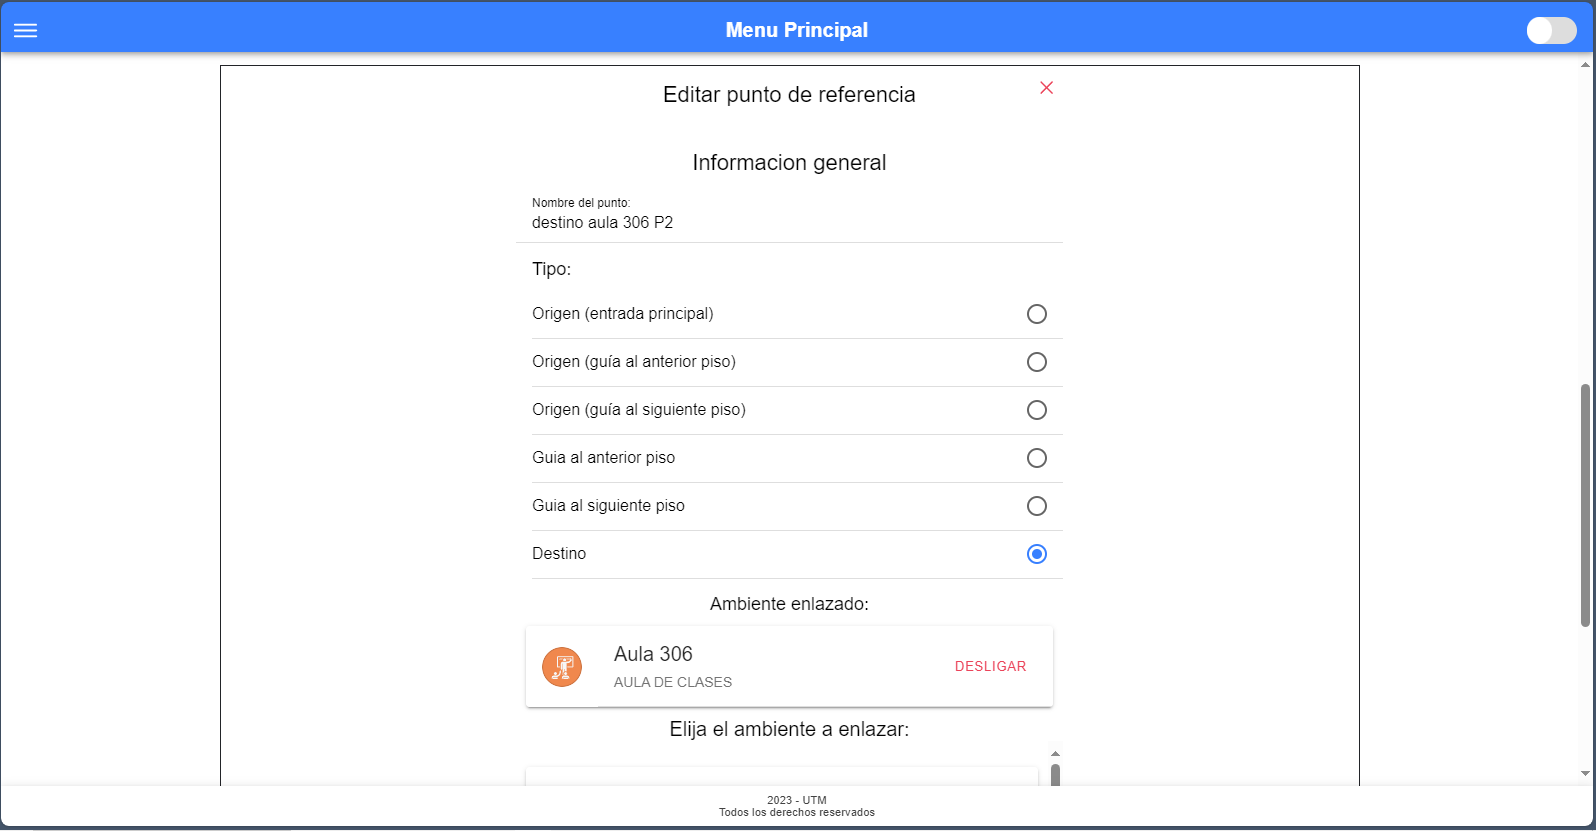 Menu Principal
Editar punto de referencia
Informacion general
Nombre del punto:
destino aula 306 P2
Tipo:
Origen (entrada principal)
Origen (guía al anterior piso)
Origen (guía al siguiente piso)
Guia al anterior piso
Guia al siguiente piso
Destino
Ambiente enlazado:
Aula 306
AULA DE CLASES
DESLIGAR
Elija el ambiente a enlazar:
2023 - UTM
Todos los derechos reservados